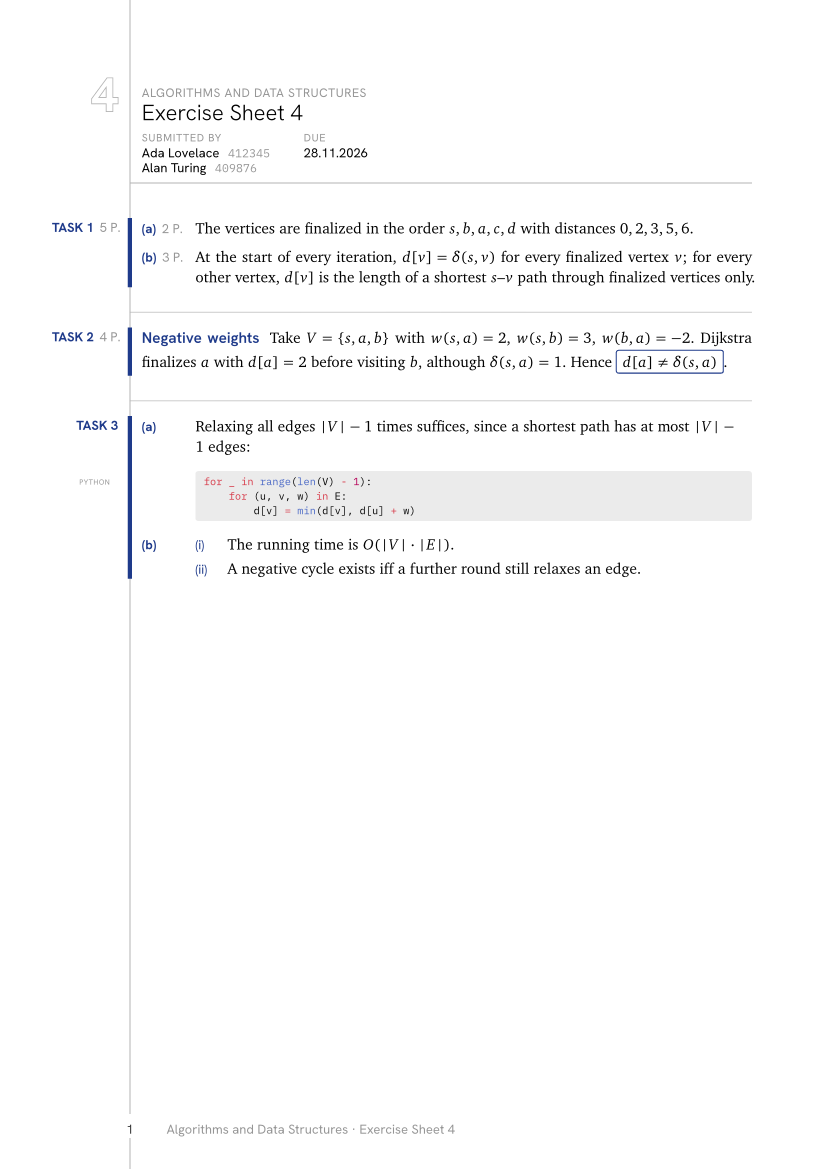 4
ALGORITHMS AND DATA STRUCTURES
Exercise Sheet 4
SUBMITTED BY DUE
Ada Lovelace 412345 28.11.2026
Alan Turing 409876
TASK 1 5 P. (a) 2 P. The vertices are finalized in the order s, b, a, c, d with distances 0, 2, 3, 5, 6.
(b) 3 P. At the start of every iteration, d[v] = δ(s, v) for every finalized vertex v; for every
other vertex, d[v] is the length of a shortest s–v path through finalized vertices only.
TASK 2 4 P. Negative weights Take V = {s, a, b} with w(s, a) = 2, w(s, b) = 3, w(b, a) = −2. Dijkstra
finalizes a with d[a] = 2 before visiting b, although δ(s, a) = 1. Hence d[a] ≠ δ(s, a).
TASK 3 (a) Relaxing all edges |V| − 1 times suffices, since a shortest path has at most |V| −
1 edges:
PYTHON for _ in range(len(V) - 1):
    for (u, v, w) in E:
        d[v] = min(d[v], d[u] + w)
(b) (i) The running time is O(|V| · |E|).
(ii) A negative cycle exists iff a further round still relaxes an edge.
1 Algorithms and Data Structures · Exercise Sheet 4